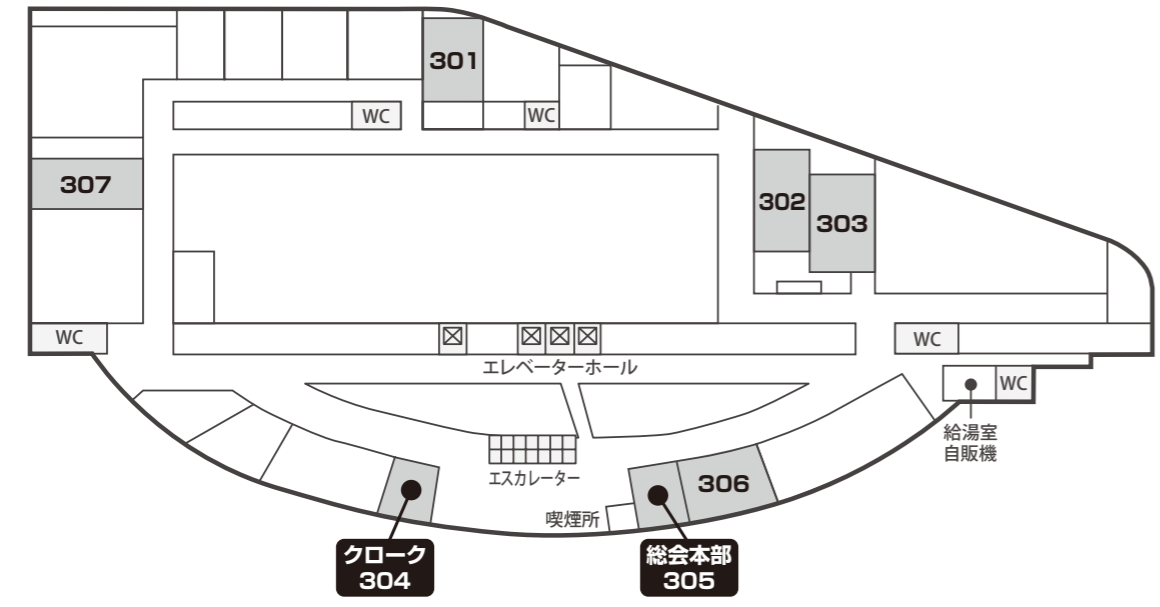 301
WC
WC
307
302
303
WC
WC
エレベーターホール
WC
給湯室
自販機
エスカレーター
306
喫煙所
クローク
304
総会本部
305